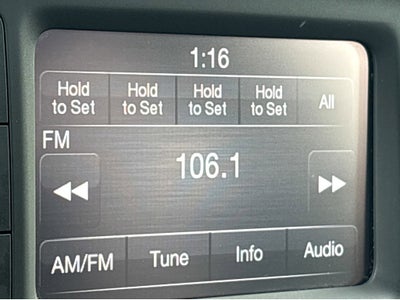 1:16
Hold Hold Hold Hold
to Set to Set to Set to Set All
FM
106.1
AM/FM Tune Info Audio